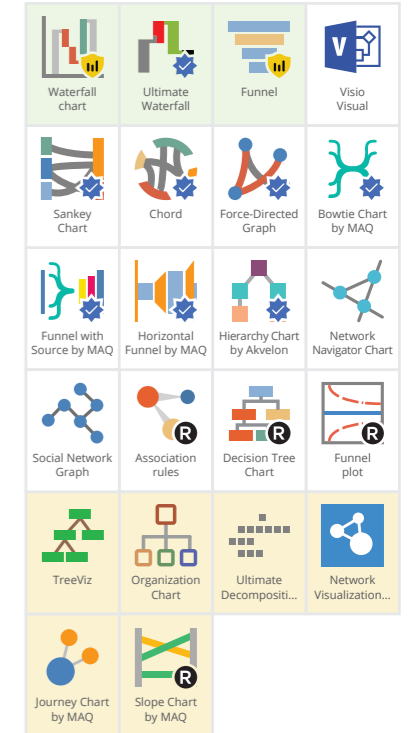 Waterfall
chart
Ultimate
Waterfall
Funnel
V
Visio
Visual
Sankey
Chart
Chord
Force-Directed
Graph
Bowtie Chart
by MAQ
Funnel with
Source by MAQ
Horizontal
Funnel by MAQ
Hierarchy Chart
by Akvelon
Network
Navigator Chart
Social Network
Graph
R
Association
rules
R
Decision Tree
Chart
R
Funnel
plot
TreeViz
Organization
Chart
Ultimate
Decompositi...
Network
Visualization...
Journey Chart
by MAQ
R
Slope Chart
by MAQ